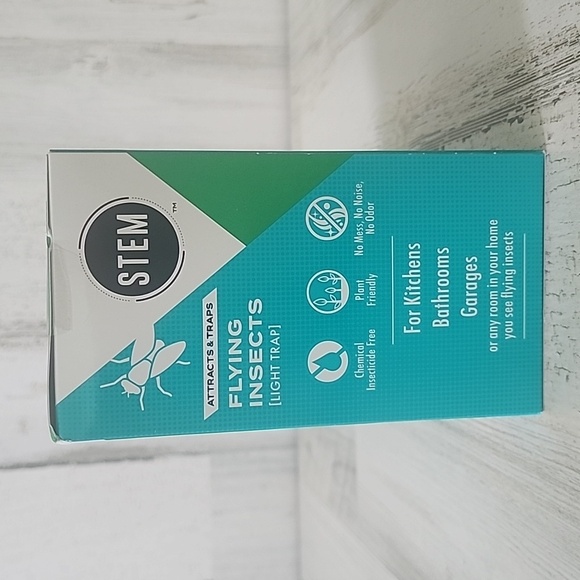 STEM
TM
ATTRACTS & TRAPS
FLYING
INSECTS
[LIGHT TRAP]
Chemical
Insecticide Free
Plant
Friendly
No Mess, No Noise,
No Odor
For Kitchens
Bathrooms
Garages
or any room in your home
you see flying insects